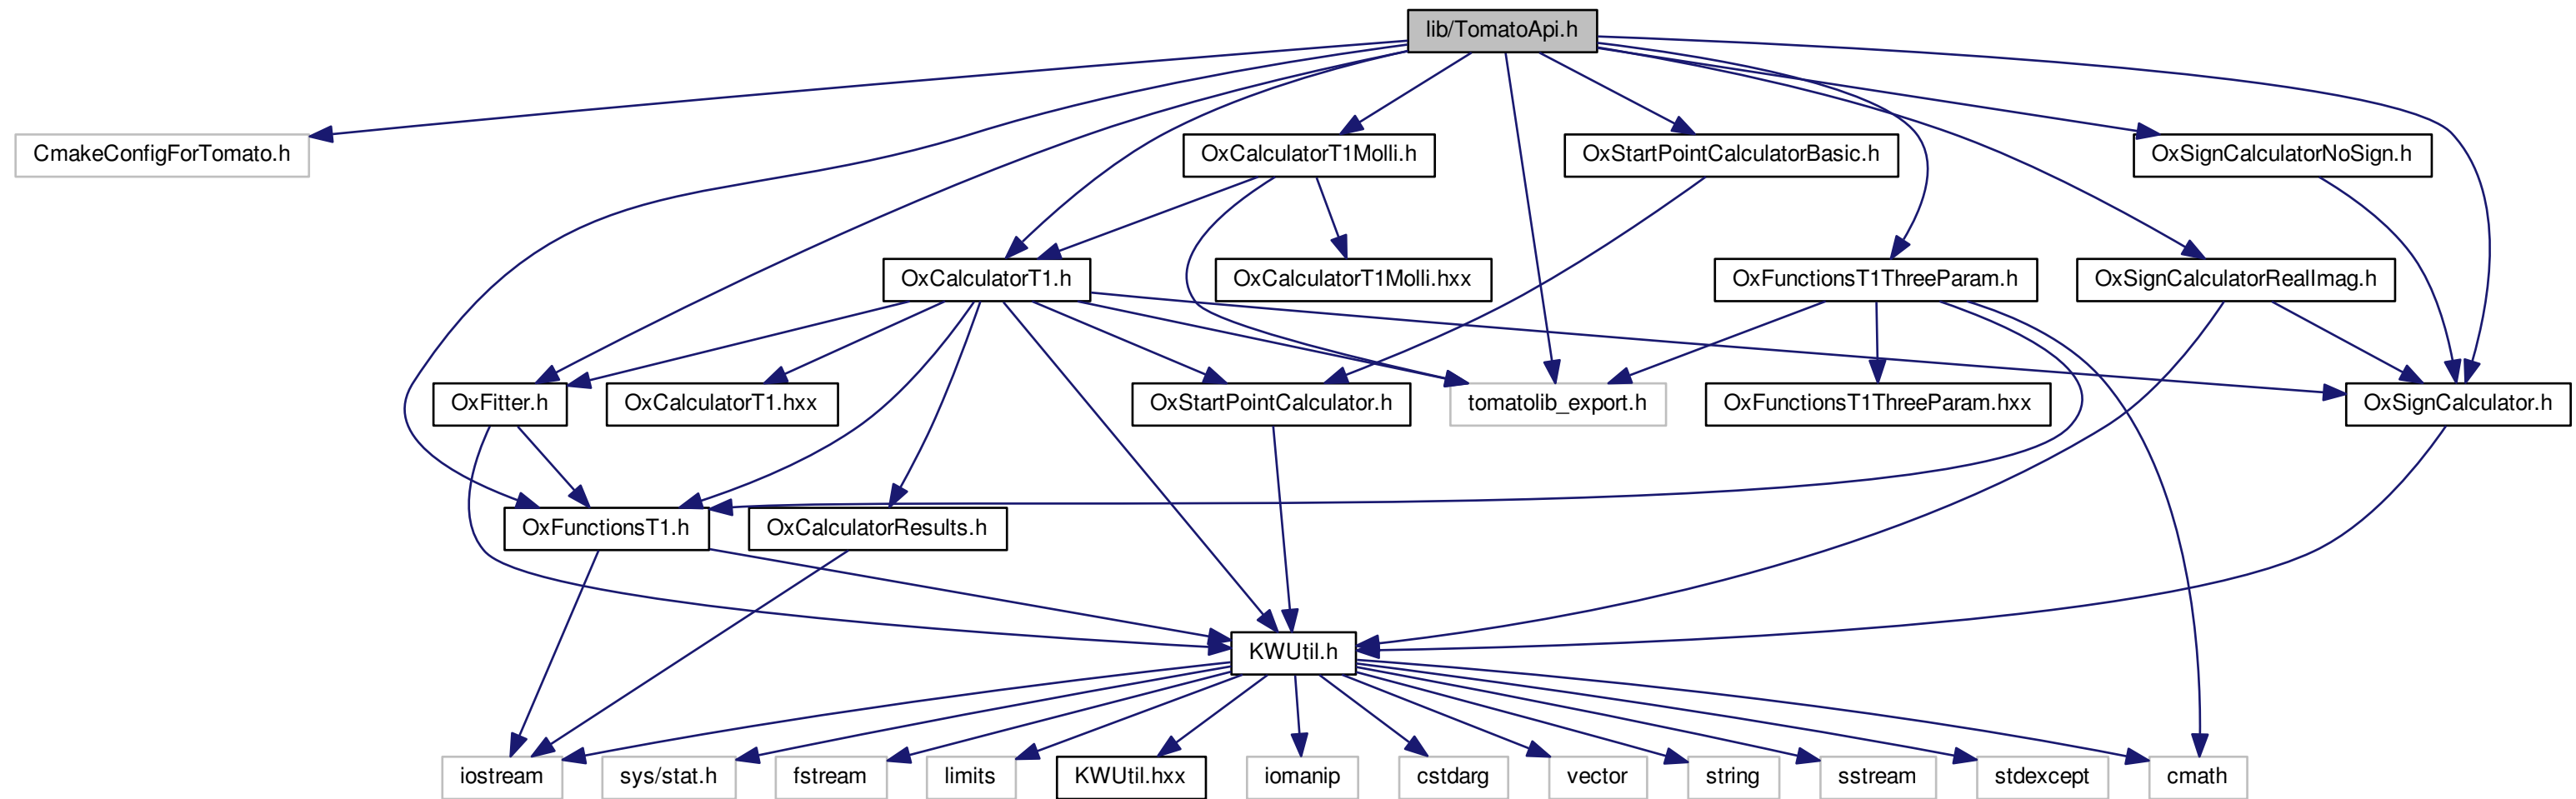 lib/TomatoApi.h
CmakeConfigForTomato.h
OxCalculatorT1Molli.h
OxStartPointCalculatorBasic.h
OxSignCalculatorNoSign.h
OxCalculatorT1.h
OxCalculatorT1Molli.hxx
OxFunctionsT1ThreeParam.h
OxSignCalculatorRealImag.h
OxFitter.h
OxCalculatorT1.hxx
OxStartPointCalculator.h
tomatolib_export.h
OxFunctionsT1ThreeParam.hxx
OxSignCalculator.h
OxFunctionsT1.h
OxCalculatorResults.h
KWUtil.h
iostream
sys/stat.h
fstream
limits
KWUtil.hxx
iomanip
cstdarg
vector
string
sstream
stdexcept
cmath